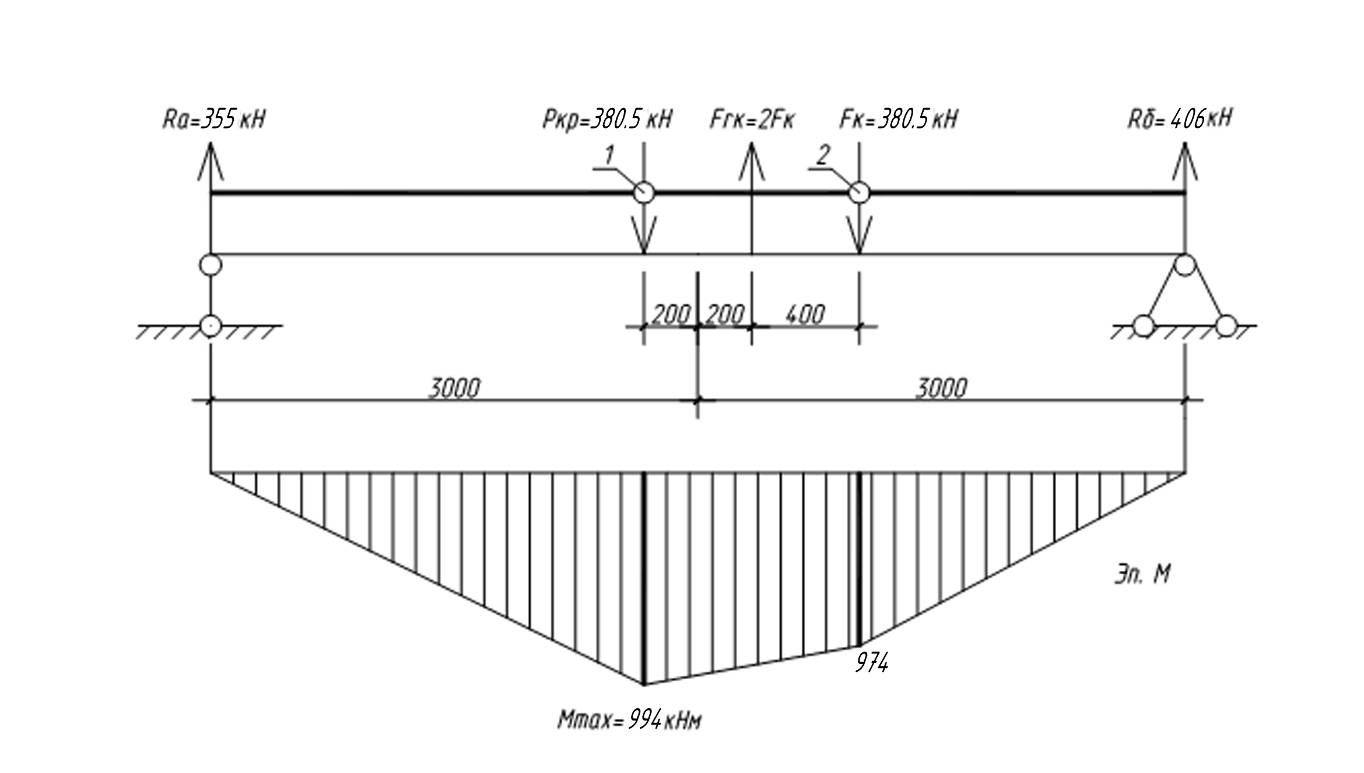 Rа=355 кН
Ркр=380.5 кН
Fгк=2Fк
Fк=380.5 кН
Rб=406кН
1
2
200
200
400
3000
3000
Эп. М
974
Mmax=994кНм